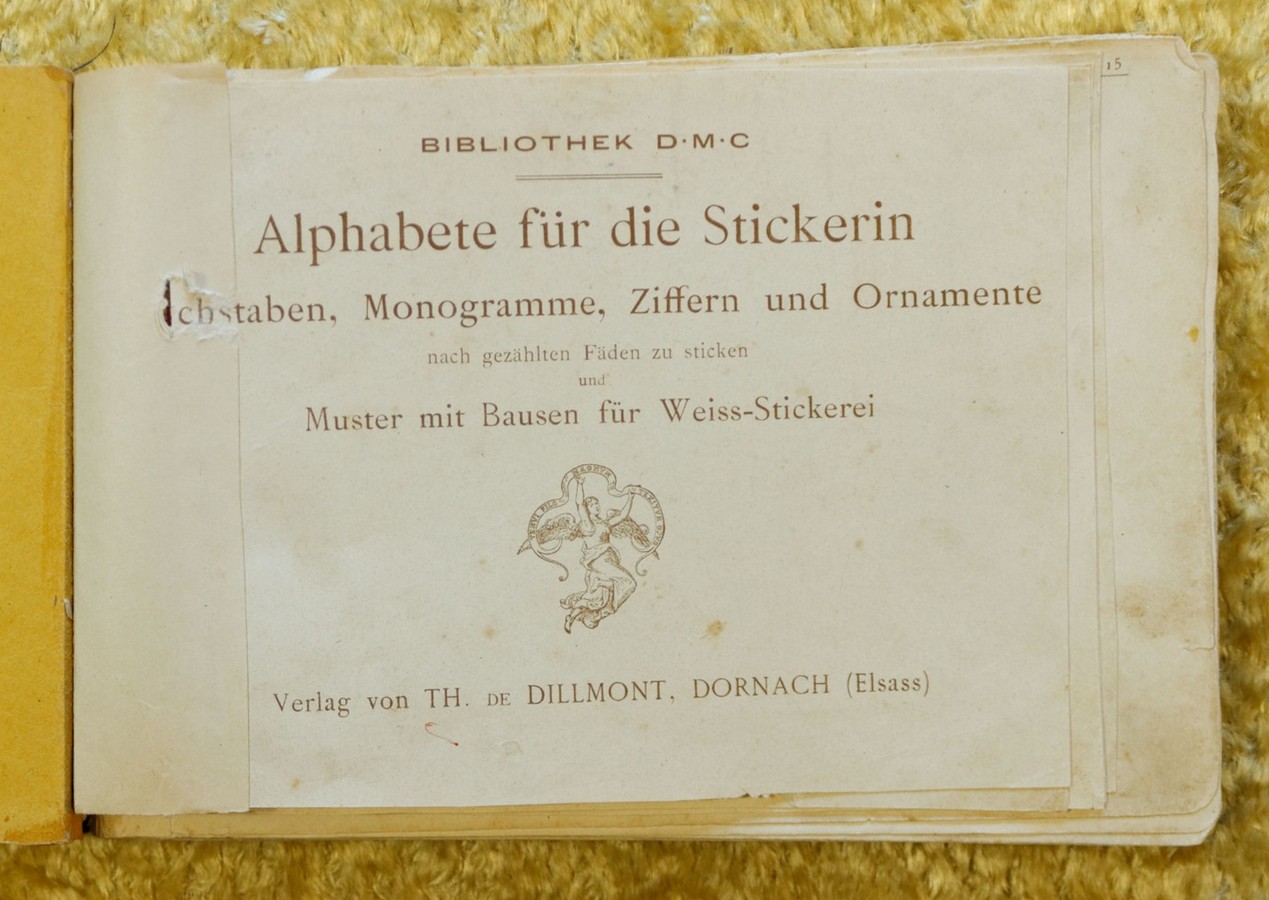 15
BIBLIOTHEK D·M·C
Alphabete für die Stickerin
chstaben, Monogramme, Ziffern und Ornamente
nach gezählten Fäden zu sticken
und
Muster mit Bausen für Weiss-Stickerei
Verlag von TH. DE DILLMONT, DORNACH (Elsass)